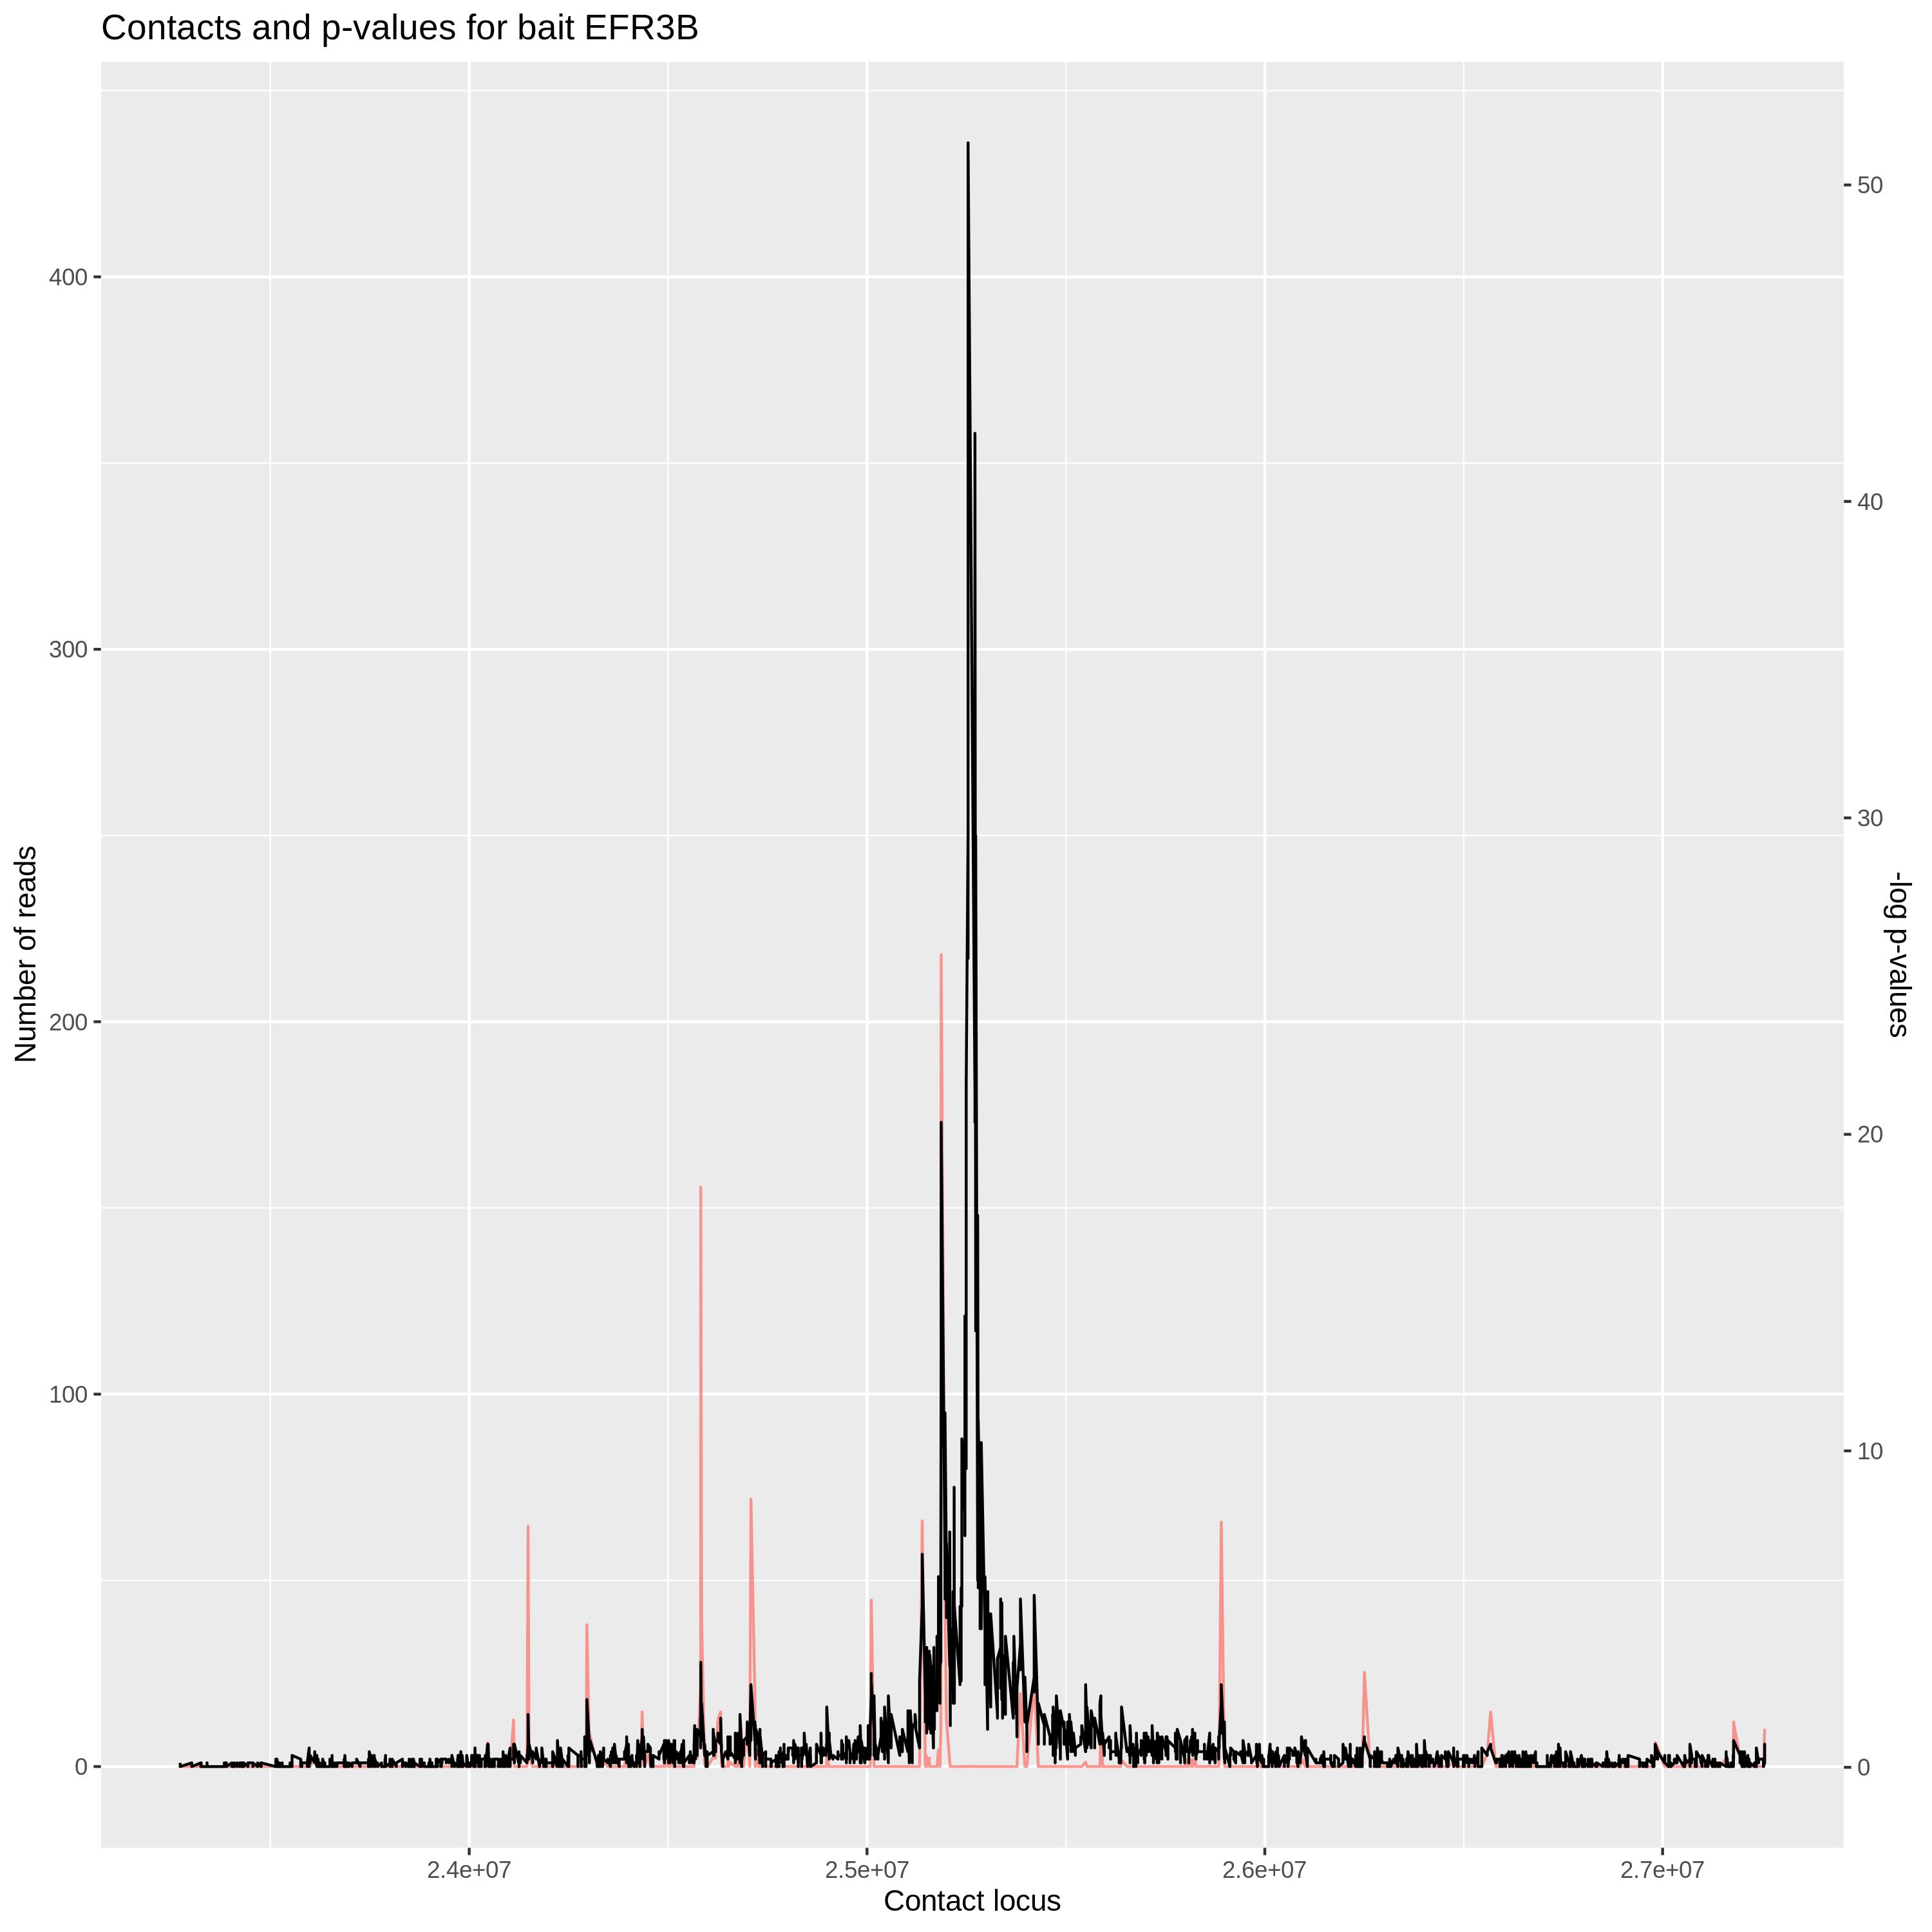 Contacts and p-values for bait EFR3B
Number of reads
400
300
200
100
0
50
40
30
20
10
0
-log p-values
2.4e+07 2.5e+07 2.6e+07 2.7e+07
Contact locus